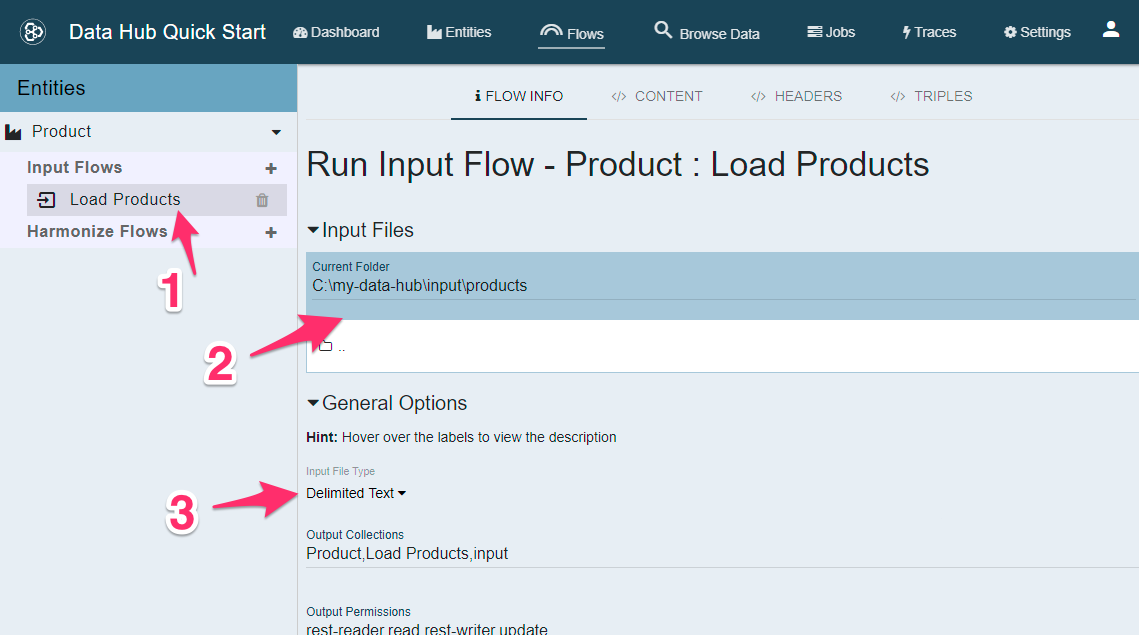 Data Hub Quick Start Dashboard Entities Flows Browse Data Jobs Traces Settings
Entities
Product
Input Flows +
Load Products
Harmonize Flows +
1
FLOW INFO </> CONTENT </> HEADERS </> TRIPLES
Run Input Flow - Product : Load Products
Input Files
Current Folder
C:\my-data-hub\input\products
2
..
General Options
Hint: Hover over the labels to view the description
Input File Type
Delimited Text
3
Output Collections
Product,Load Products,input
Output Permissions
rest-reader,read,rest-writer,update